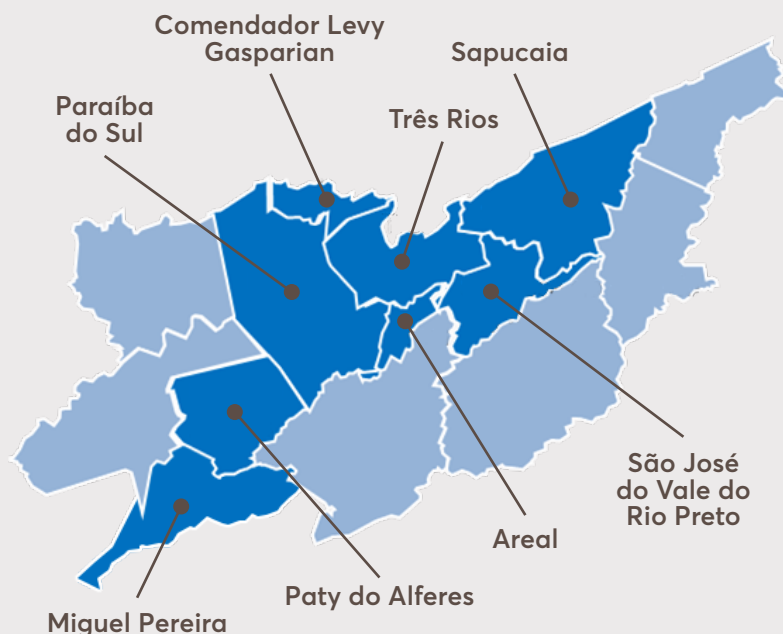 Comendador Levy
Gasparian
Sapucaia
Paraíba
do Sul
Três Rios
São José
do Vale do
Rio Preto
Areal
Paty do Alferes
Miguel Pereira